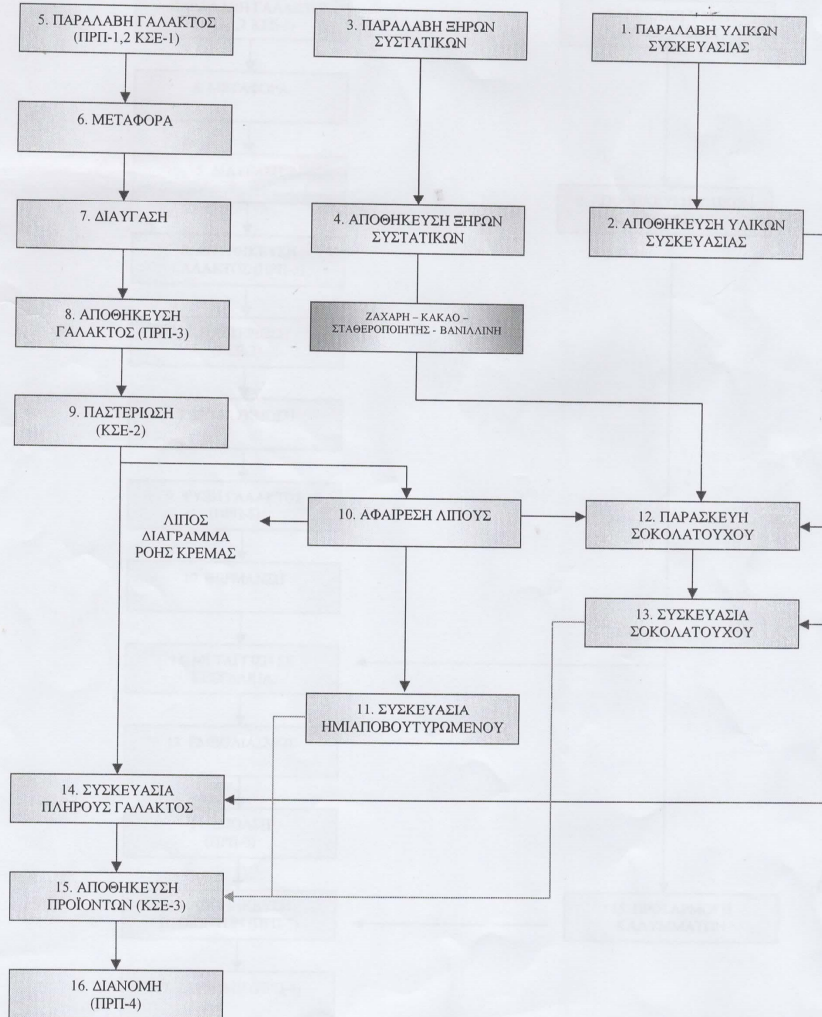 5. ΠΑΡΑΛΑΒΗ ΓΑΛΑΚΤΟΣ
(ΠΡΠ-1,2 ΚΣΕ-1)
3. ΠΑΡΑΛΑΒΗ ΞΗΡΩΝ
ΣΥΣΤΑΤΙΚΩΝ
1. ΠΑΡΑΛΑΒΗ ΥΛΙΚΩΝ
ΣΥΣΚΕΥΑΣΙΑΣ
6. ΜΕΤΑΦΟΡΑ
7. ΔΙΑΥΓΑΣΗ
4. ΑΠΟΘΗΚΕΥΣΗ ΞΗΡΩΝ
ΣΥΣΤΑΤΙΚΩΝ
2. ΑΠΟΘΗΚΕΥΣΗ ΥΛΙΚΩΝ
ΣΥΣΚΕΥΑΣΙΑΣ
8. ΑΠΟΘΗΚΕΥΣΗ
ΓΑΛΑΚΤΟΣ (ΠΡΠ-3)
ΖΑΧΑΡΗ – ΚΑΚΑΟ –
ΣΤΑΘΕΡΟΠΟΙΗΤΗΣ - ΒΑΝΙΛΛΙΝΗ
9. ΠΑΣΤΕΡΙΩΣΗ
(ΚΣΕ-2)
ΛΙΠΟΣ
ΔΙΑΓΡΑΜΜΑ
ΡΟΗΣ ΚΡΕΜΑΣ
10. ΑΦΑΙΡΕΣΗ ΛΙΠΟΥΣ
12. ΠΑΡΑΣΚΕΥΗ
ΣΟΚΟΛΑΤΟΥΧΟΥ
13. ΣΥΣΚΕΥΑΣΙΑ
ΣΟΚΟΛΑΤΟΥΧΟΥ
11. ΣΥΣΚΕΥΑΣΙΑ
ΗΜΙΑΠΟΒΟΥΤΥΡΩΜΕΝΟΥ
14. ΣΥΣΚΕΥΑΣΙΑ
ΠΛΗΡΟΥΣ ΓΑΛΑΚΤΟΣ
15. ΑΠΟΘΗΚΕΥΣΗ
ΠΡΟΪΟΝΤΩΝ (ΚΣΕ-3)
16. ΔΙΑΝΟΜΗ
(ΠΡΠ-4)